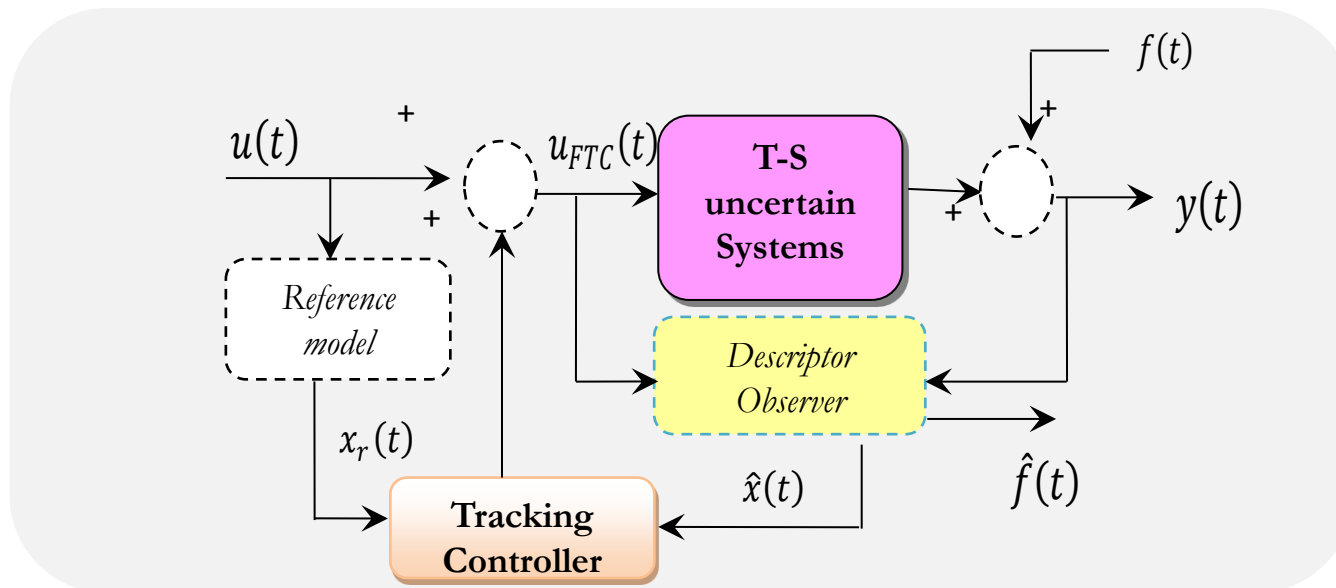 f(t)
+
+
u(t)
u_{FTC}(t)
T-S
uncertain
Systems
+
+
y(t)
Reference
model
Descriptor
Observer
x_r(t)
x̂(t)
f̂(t)
Tracking
Controller